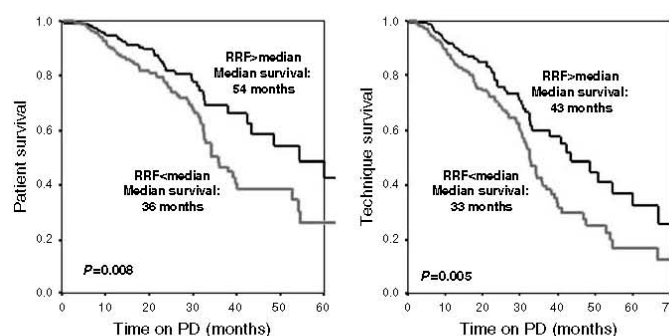 1.0
0.8
0.6
0.4
0.2
0.0
Patient survival
RRF>median
Median survival:
54 months
RRF<median
Median survival:
36 months
P=0.008
0 10 20 30 40 50 60
Time on PD (months)
1.0
0.8
0.6
0.4
0.2
0.0
Technique survival
RRF>median
Median survival:
43 months
RRF<median
Median survival:
33 months
P=0.005
0 10 20 30 40 50 60
Time on PD (months)